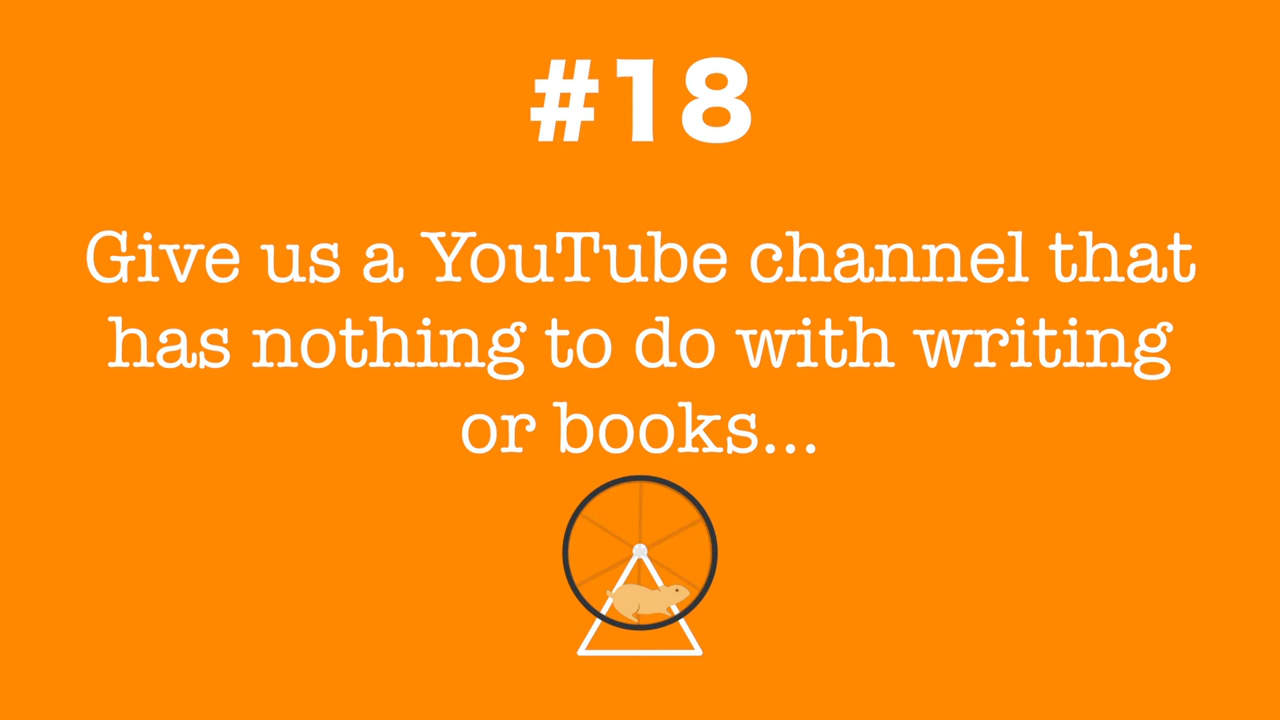 #18
Give us a YouTube channel that
has nothing to do with writing
or books...